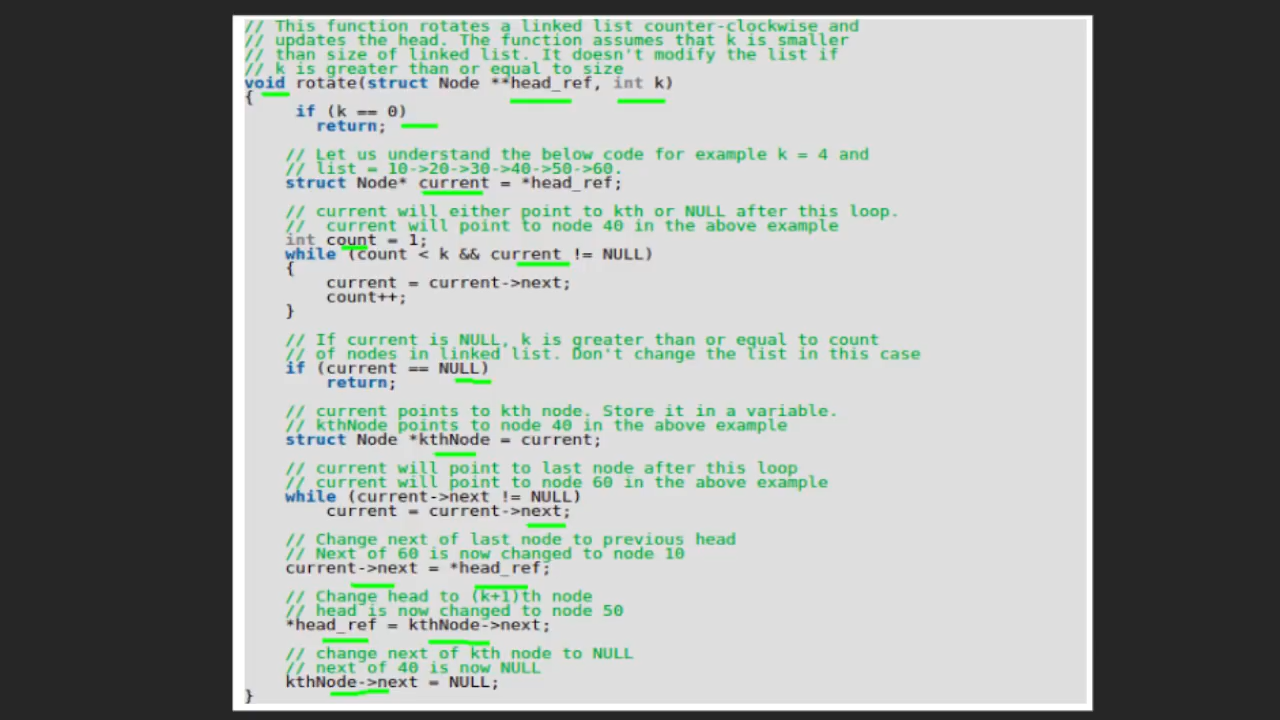 // This function rotates a linked list counter-clockwise and
// updates the head. The function assumes that k is smaller
// than size of linked list. It doesn't modify the list if
// k is greater than or equal to size
void rotate(struct Node **head_ref, int k)
{
if (k == 0)
return;
// Let us understand the below code for example k = 4 and
// list = 10->20->30->40->50->60.
struct Node* current = *head_ref;
// current will either point to kth or NULL after this loop.
//  current will point to node 40 in the above example
int count = 1;
while (count < k && current != NULL)
{
current = current->next;
count++;
}
// If current is NULL, k is greater than or equal to count
// of nodes in linked list. Don't change the list in this case
if (current == NULL)
return;
// current points to kth node. Store it in a variable.
// kthNode points to node 40 in the above example
struct Node *kthNode = current;
// current will point to last node after this loop
// current will point to node 60 in the above example
while (current->next != NULL)
current = current->next;
// Change next of last node to previous head
// Next of 60 is now changed to node 10
current->next = *head_ref;
// Change head to (k+1)th node
// head is now changed to node 50
*head_ref = kthNode->next;
// change next of kth node to NULL
// next of 40 is now NULL
kthNode->next = NULL;
}